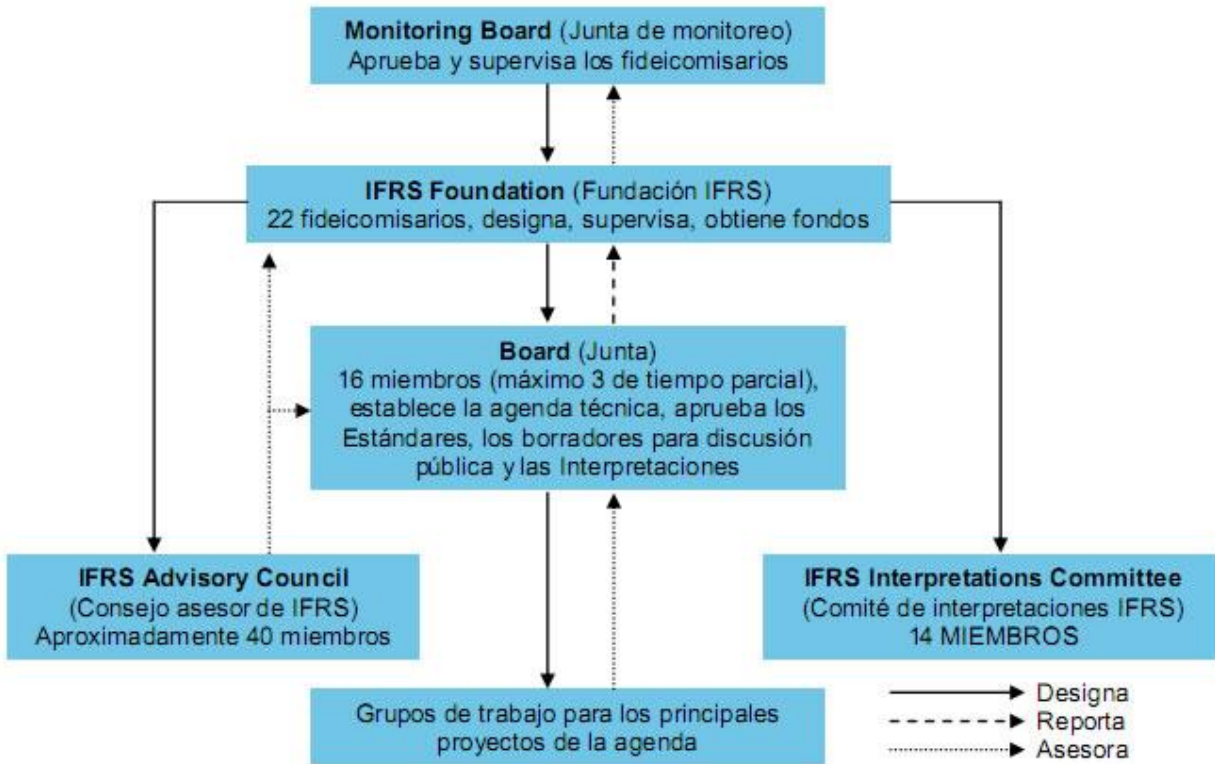 Monitoring Board (Junta de monitoreo)
Aprueba y supervisa los fideicomisarios
IFRS Foundation (Fundación IFRS)
22 fideicomisarios, designa, supervisa, obtiene fondos
Board (Junta)
16 miembros (máximo 3 de tiempo parcial),
establece la agenda técnica, aprueba los
Estándares, los borradores para discusión
pública y las Interpretaciones
IFRS Advisory Council
(Consejo asesor de IFRS)
Aproximadamente 40 miembros
IFRS Interpretations Committee
(Comité de interpretaciones IFRS)
14 MIEMBROS
Grupos de trabajo para los principales
proyectos de la agenda
Designa
Reporta
Asesora